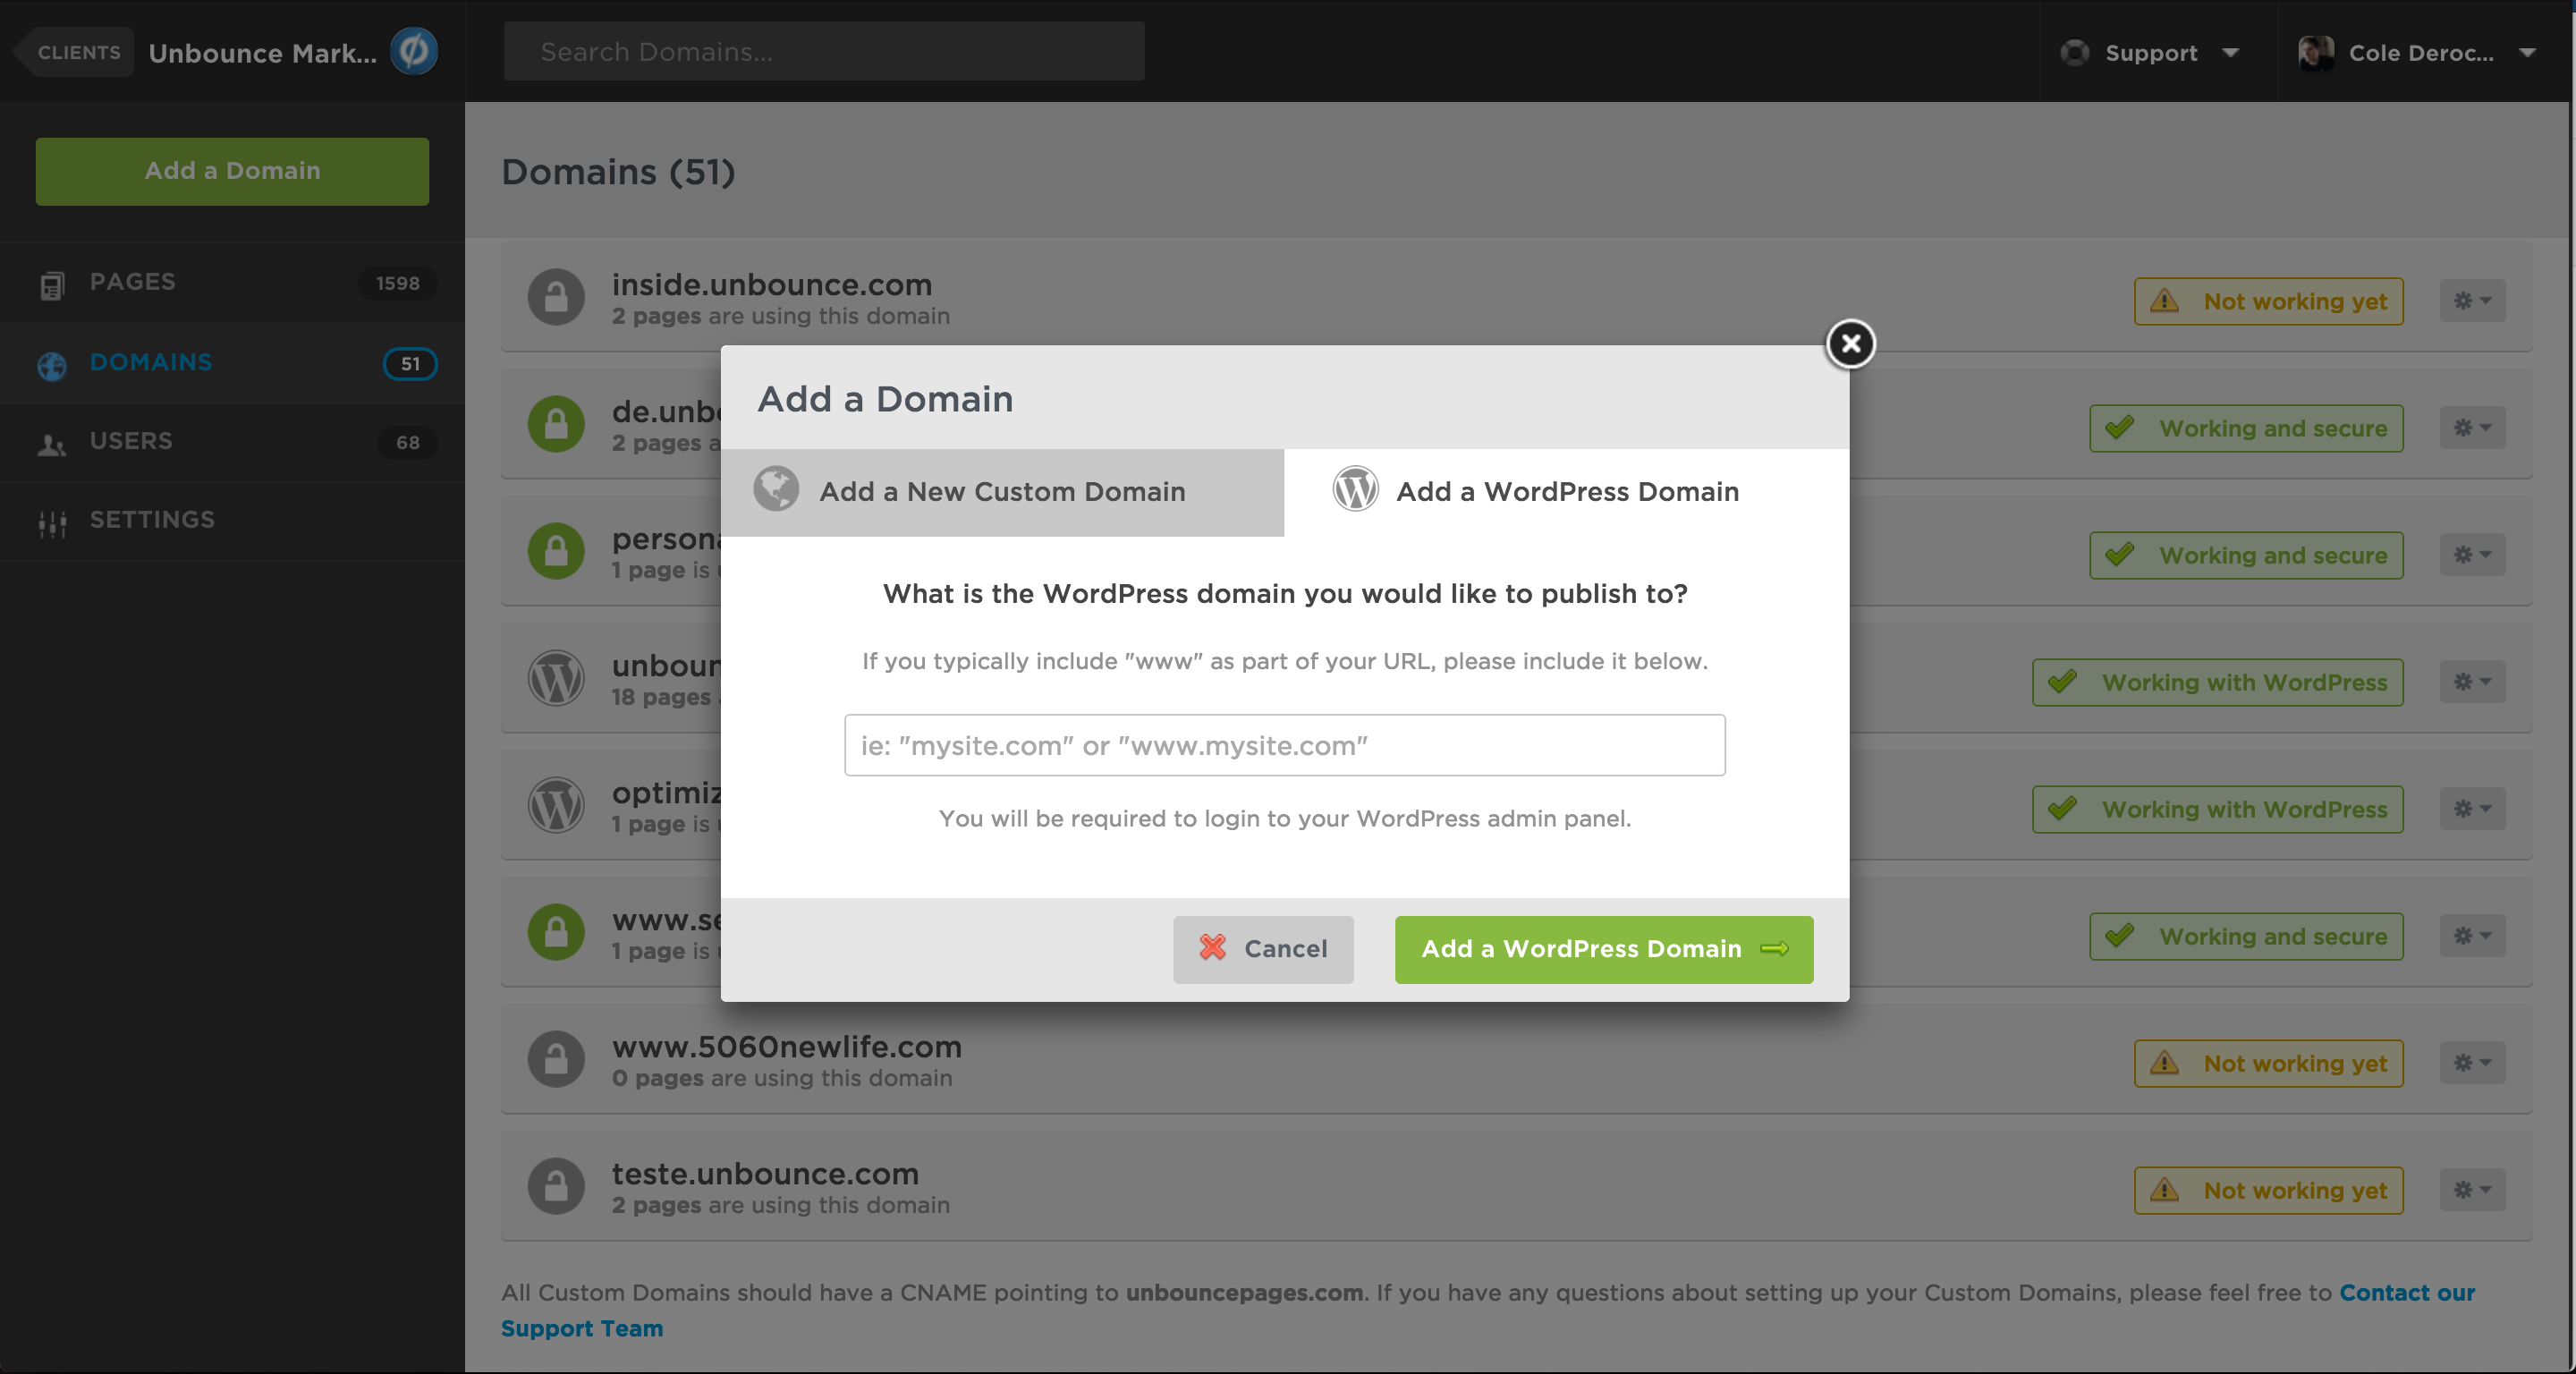 CLIENTS
Unbounce Mark...
Search Domains...
Support
Cole Deroc...
Add a Domain
PAGES 1598
DOMAINS 51
USERS 68
SETTINGS
Domains (51)
inside.unbounce.com
2 pages are using this domain
Not working yet
de.unb
2 pages
Working and secure
person
1 page is
Working and secure
unboun
18 pages
Working with WordPress
optimiz
1 page is
Working with WordPress
www.se
1 page is
Working and secure
www.5060newlife.com
0 pages are using this domain
Not working yet
teste.unbounce.com
2 pages are using this domain
Not working yet
All Custom Domains should have a CNAME pointing to unbouncepages.com. If you have any questions about setting up your Custom Domains, please feel free to Contact our
Support Team
Add a Domain
Add a New Custom Domain
Add a WordPress Domain
What is the WordPress domain you would like to publish to?
If you typically include "www" as part of your URL, please include it below.
ie: "mysite.com" or "www.mysite.com"
You will be required to login to your WordPress admin panel.
Cancel
Add a WordPress Domain